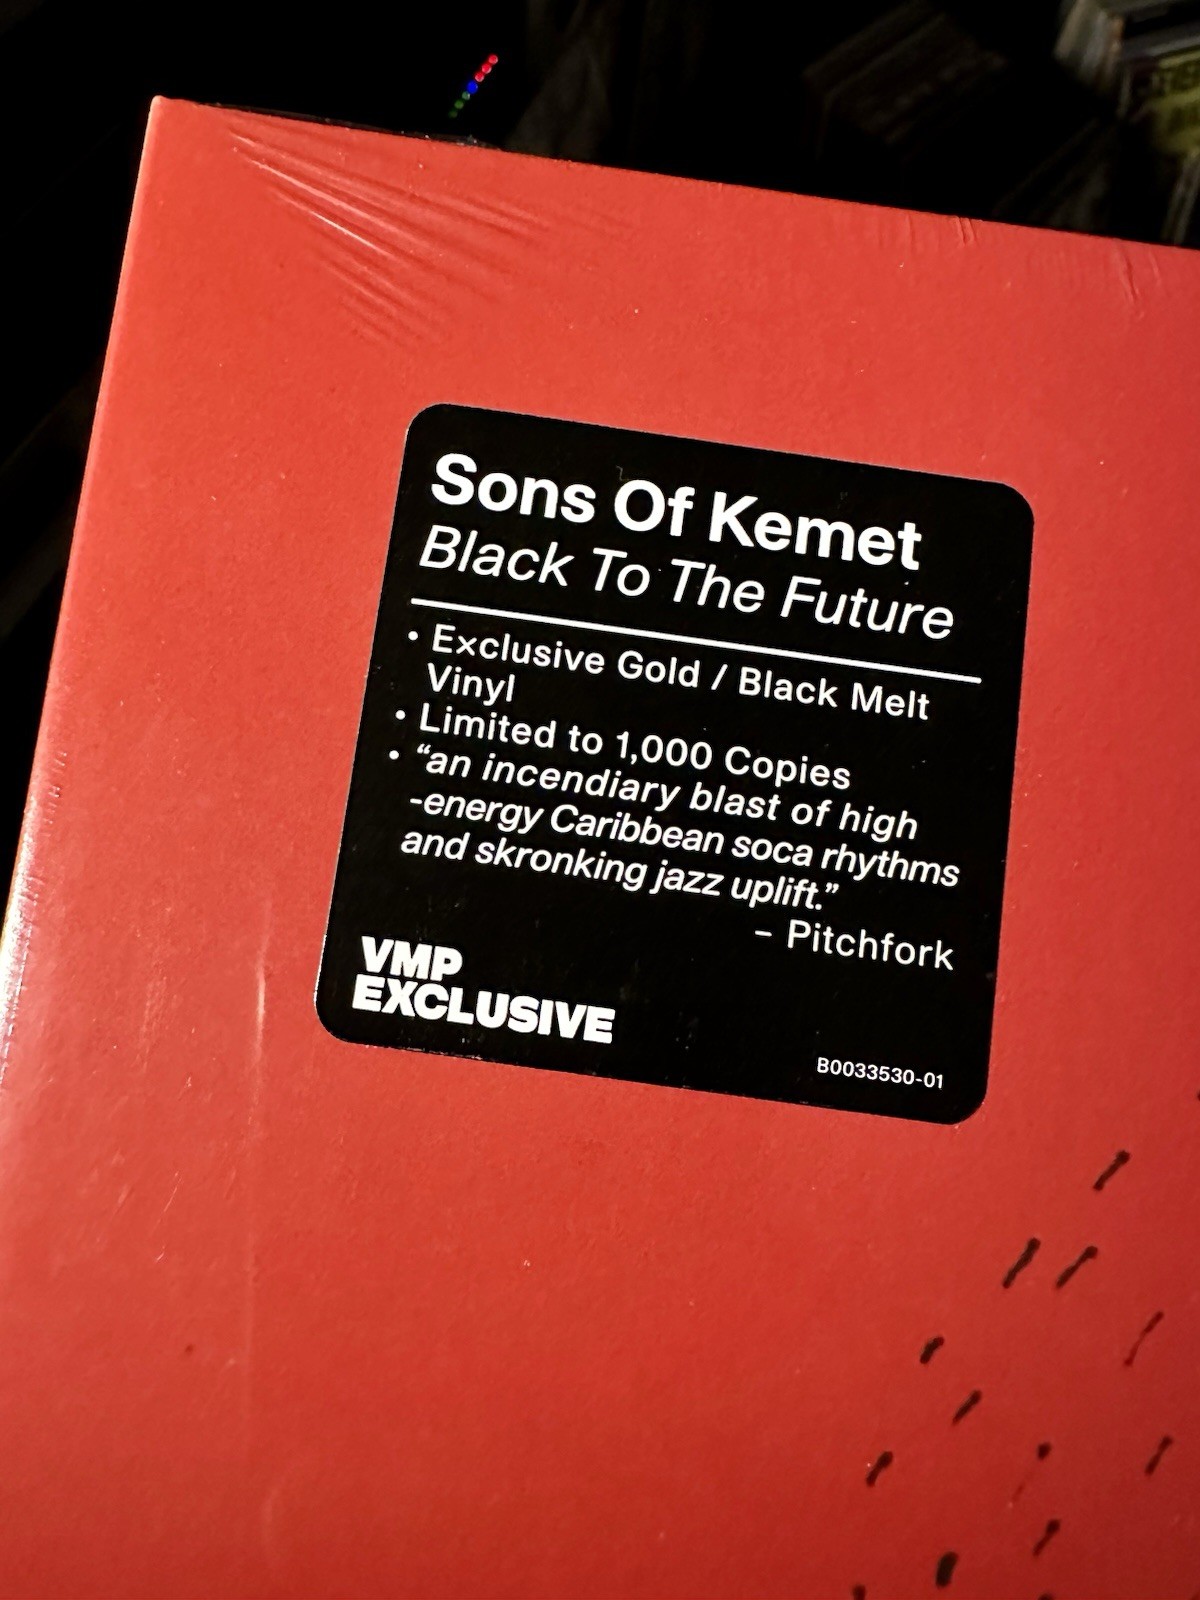 Sons Of Kemet
Black To The Future
• Exclusive Gold / Black Melt
Vinyl
• Limited to 1,000 Copies
• “an incendiary blast of high
-energy Caribbean soca rhythms
and skronking jazz uplift.”
– Pitchfork
VMP
EXCLUSIVE
B0033530-01